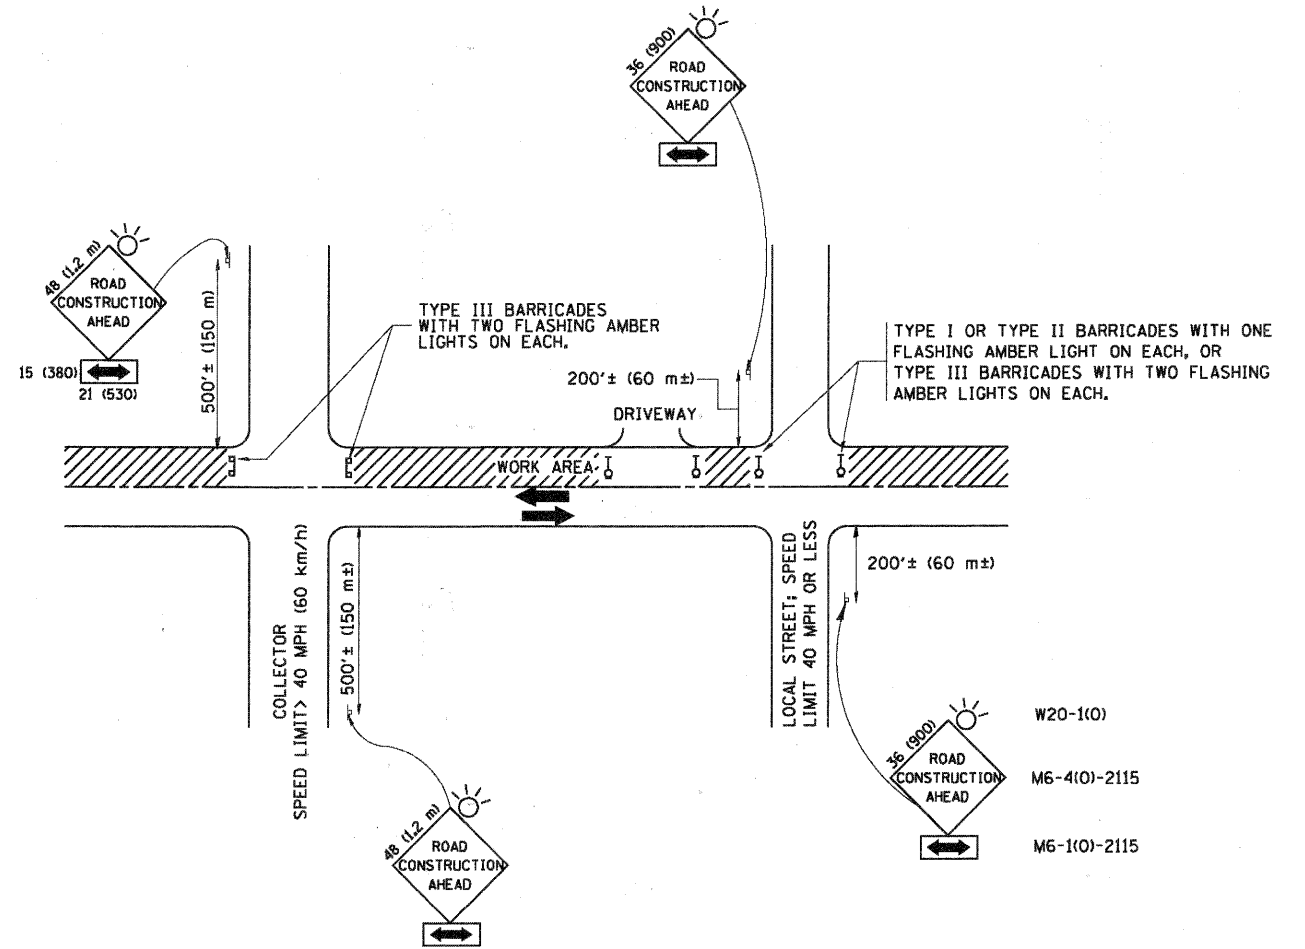 36 (900)
ROAD
CONSTRUCTION
AHEAD
48 (1.2 m)
ROAD
CONSTRUCTION
AHEAD
15 (380)
21 (530)
500'± (150 m)
TYPE III BARRICADES
WITH TWO FLASHING AMBER
LIGHTS ON EACH.
200'± (60 m±)
DRIVEWAY
TYPE I OR TYPE II BARRICADES WITH ONE
FLASHING AMBER LIGHT ON EACH, OR
TYPE III BARRICADES WITH TWO FLASHING
AMBER LIGHTS ON EACH.
WORK AREA
COLLECTOR
SPEED LIMIT> 40 MPH (60 km/h)
500'± (150 m±)
LOCAL STREET; SPEED
LIMIT 40 MPH OR LESS
200'± (60 m±)
48 (1.2 m)
ROAD
CONSTRUCTION
AHEAD
36 (900)
ROAD
CONSTRUCTION
AHEAD
W20-1(O)
M6-4(O)-2115
M6-1(O)-2115